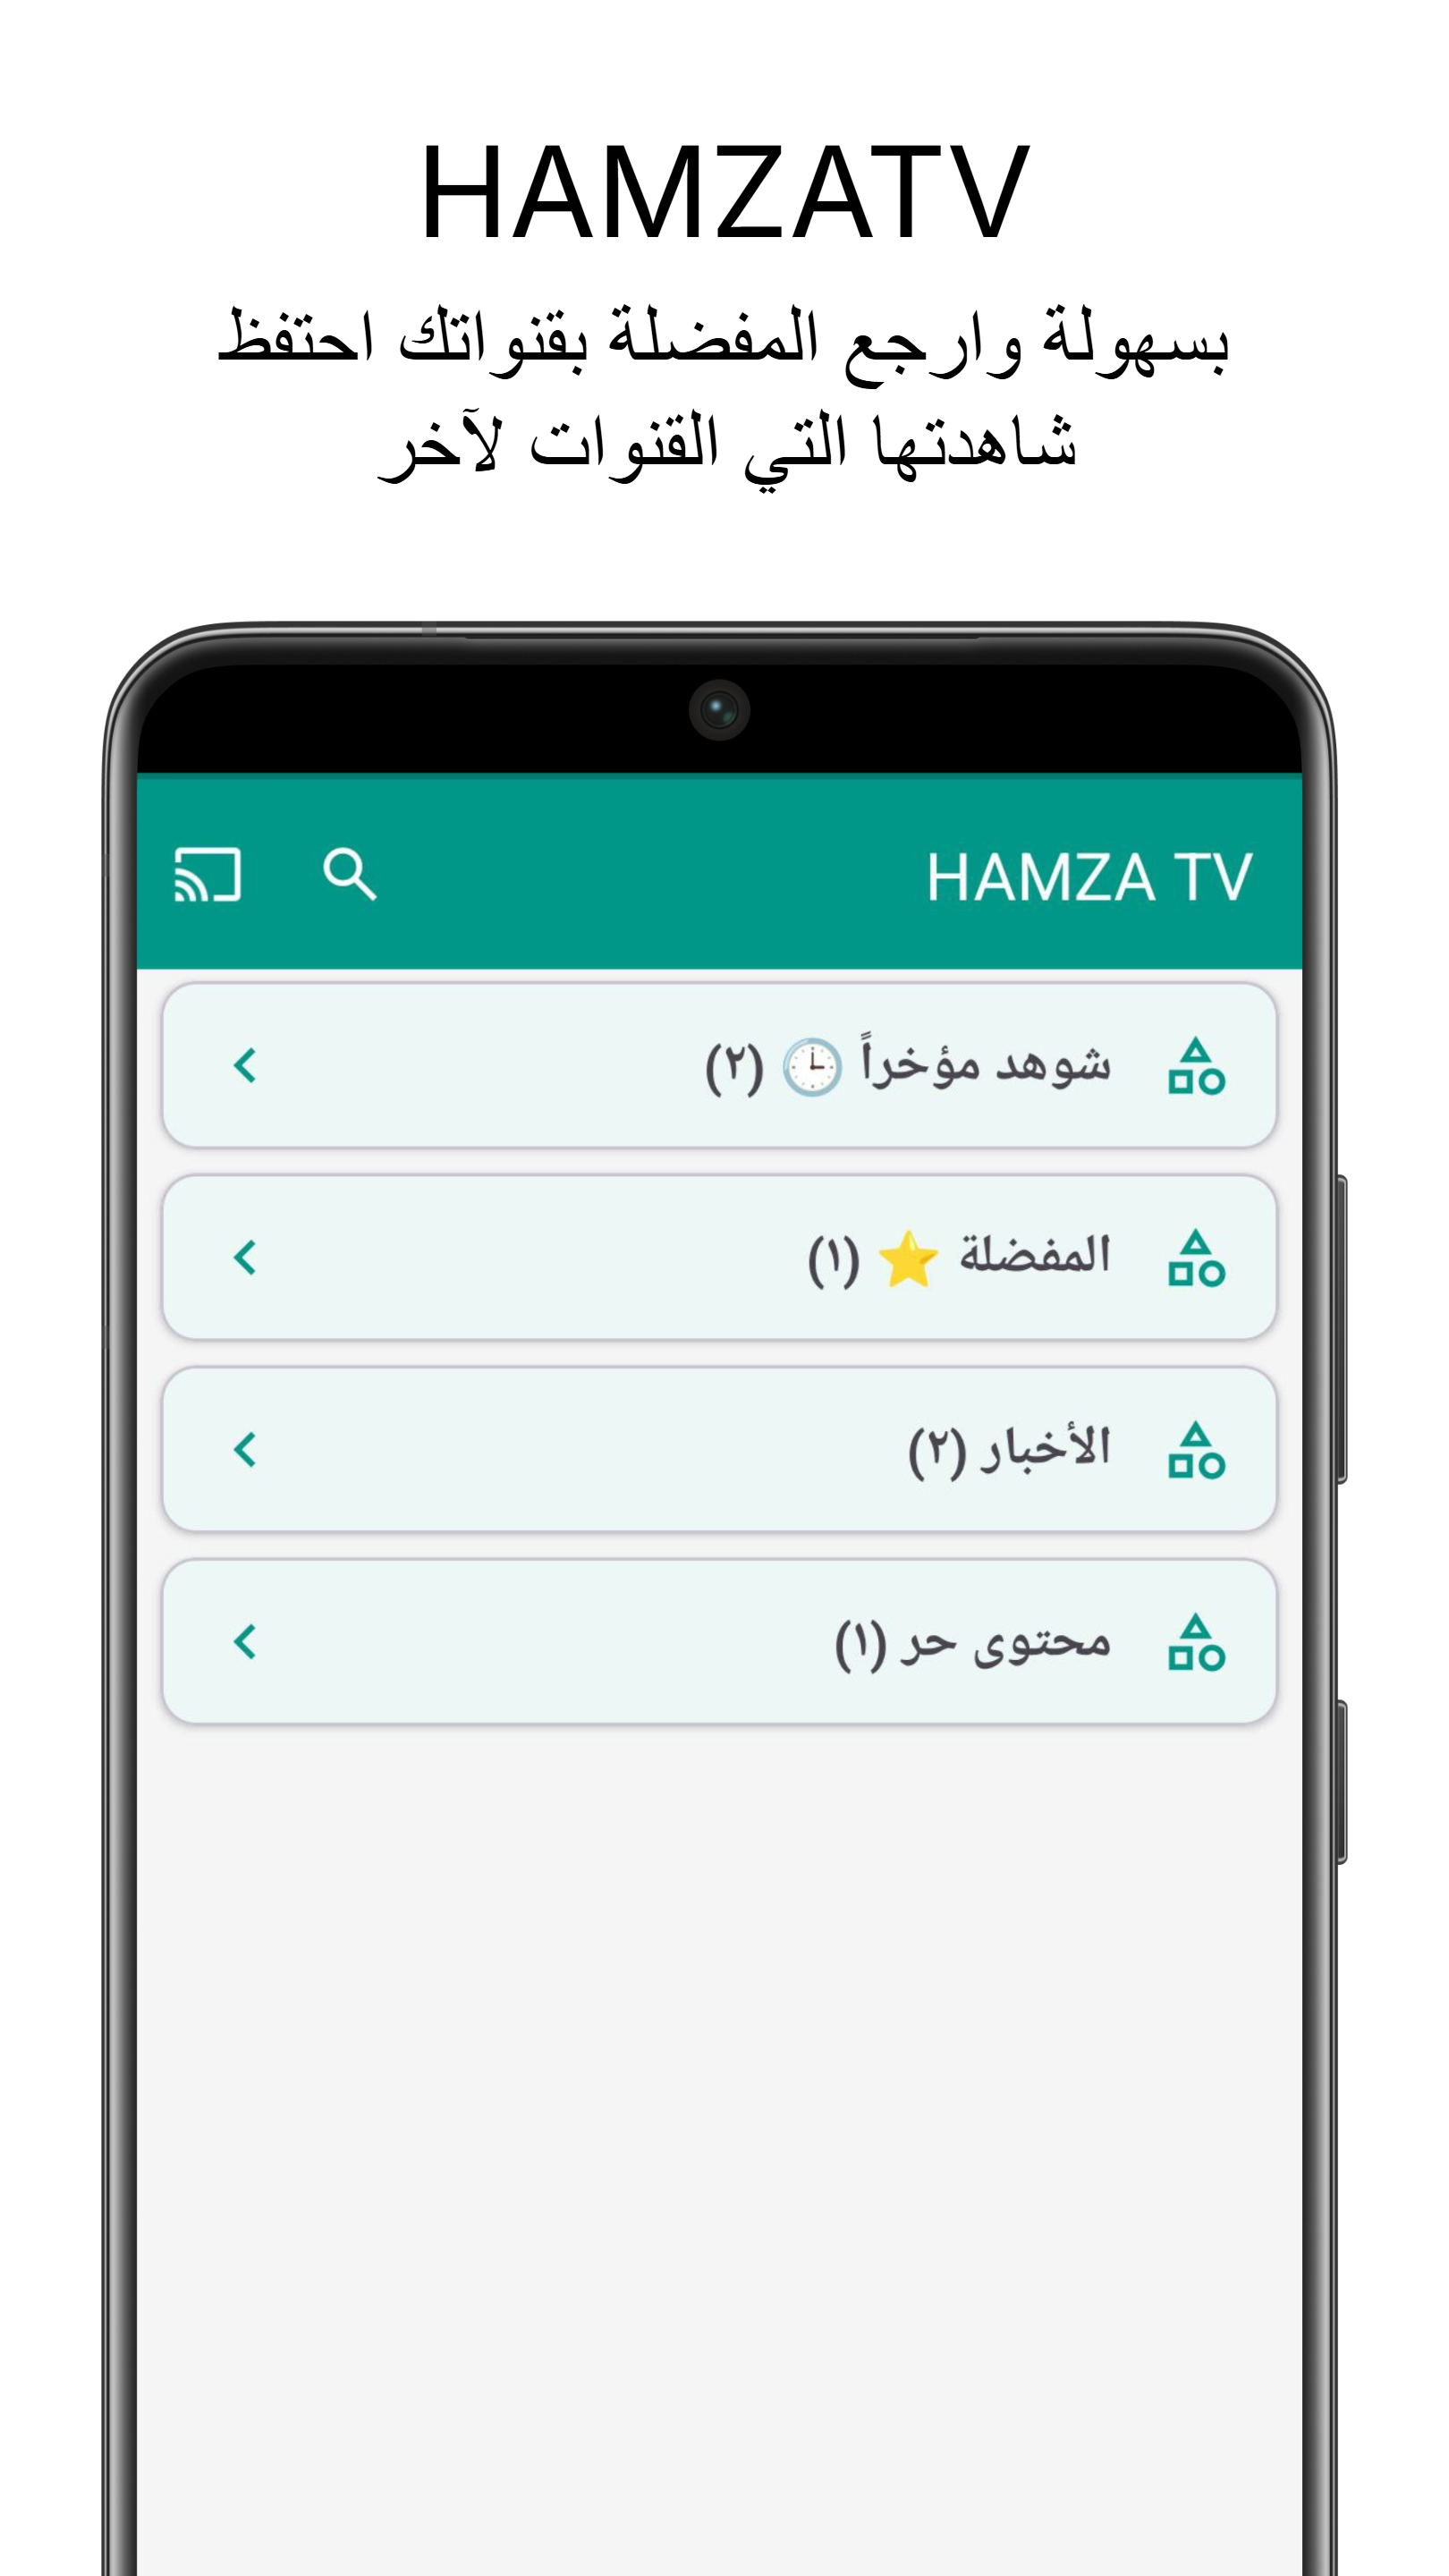 HAMZATV
بسهولة وارجع المفضلة بقنواتك احتفظ
شاهدتها التي القنوات لآخر
HAMZA TV
شوهد مؤخراً 🕒 (٢)
المفضلة ⭐ (١)
الأخبار (٢)
محتوى حر (١)